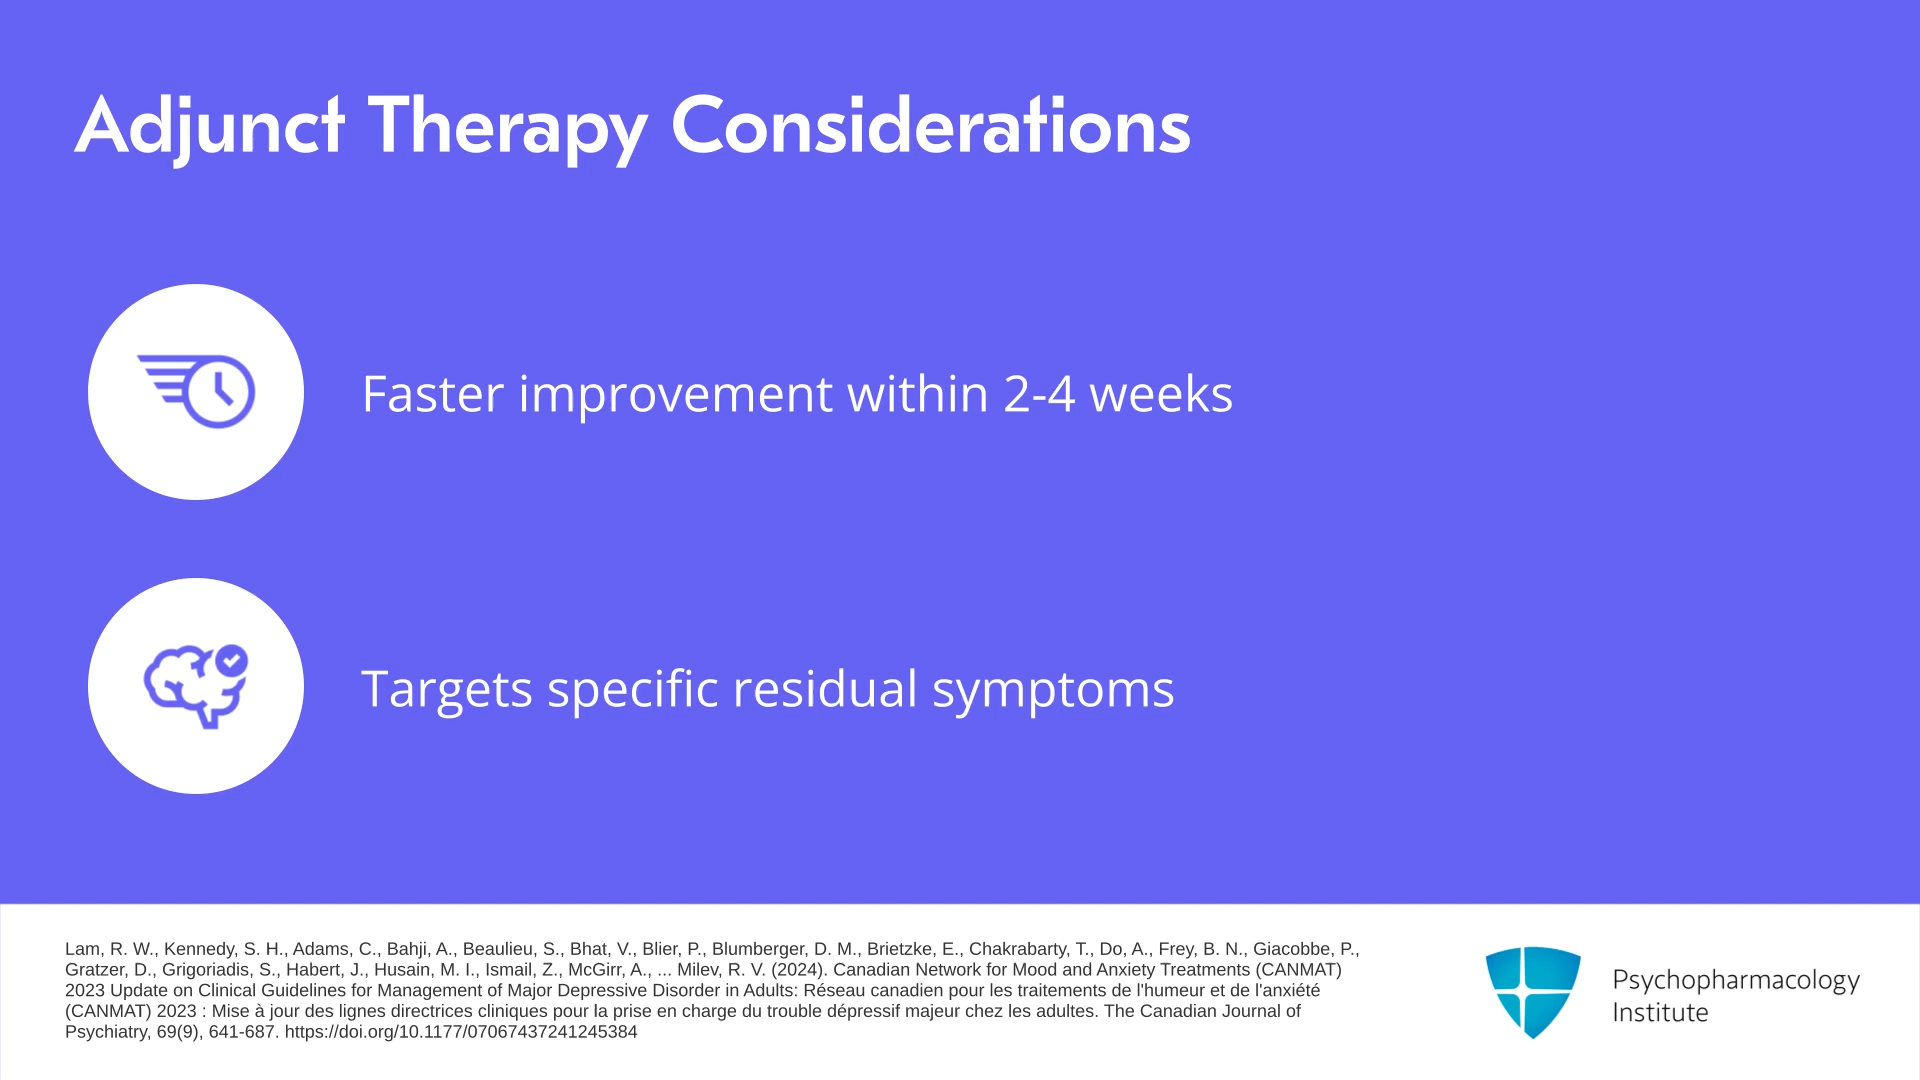 Adjunct Therapy Considerations
Faster improvement within 2-4 weeks
Targets specific residual symptoms
Lam, R. W., Kennedy, S. H., Adams, C., Bahji, A., Beaulieu, S., Bhat, V., Blier, P., Blumberger, D. M., Brietzke, E., Chakrabarty, T., Do, A., Frey, B. N., Giacobbe, P.,
Gratzer, D., Grigoriadis, S., Habert, J., Husain, M. I., Ismail, Z., McGirr, A., ... Milev, R. V. (2024). Canadian Network for Mood and Anxiety Treatments (CANMAT)
2023 Update on Clinical Guidelines for Management of Major Depressive Disorder in Adults: Réseau canadien pour les traitements de l'humeur et de l'anxiété
(CANMAT) 2023 : Mise à jour des lignes directrices cliniques pour la prise en charge du trouble dépressif majeur chez les adultes. The Canadian Journal of
Psychiatry, 69(9), 641-687. https://doi.org/10.1177/07067437241245384
Psychopharmacology
Institute